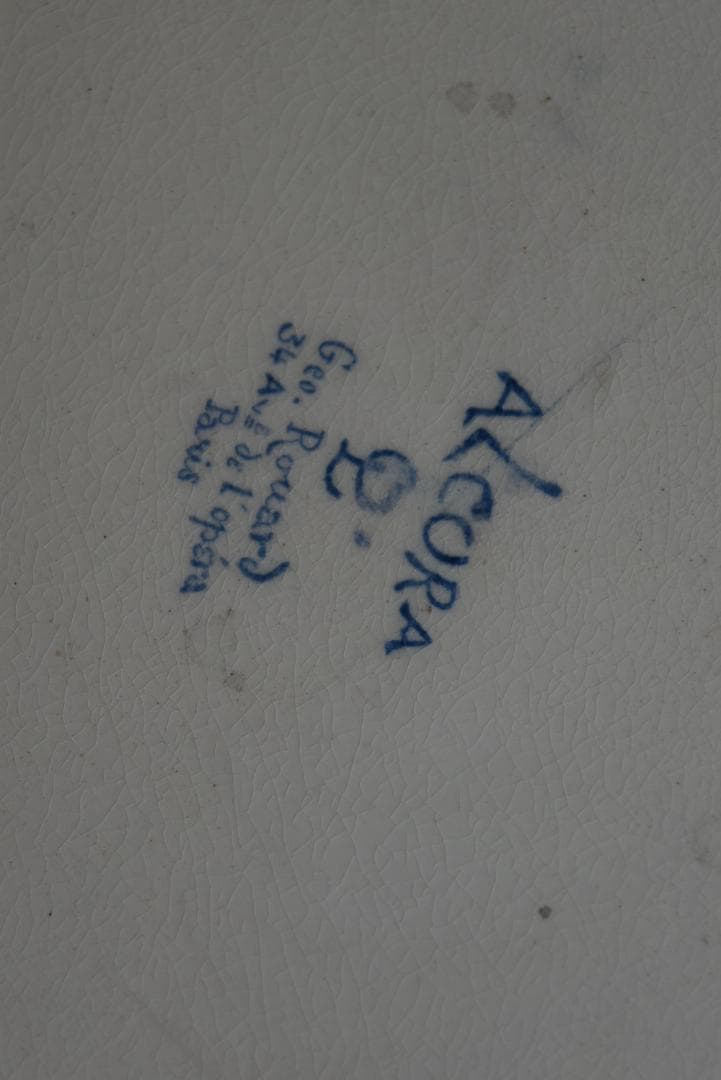 ALCORA
Geo. Rouard
34 Ave de l'opéra
Paris